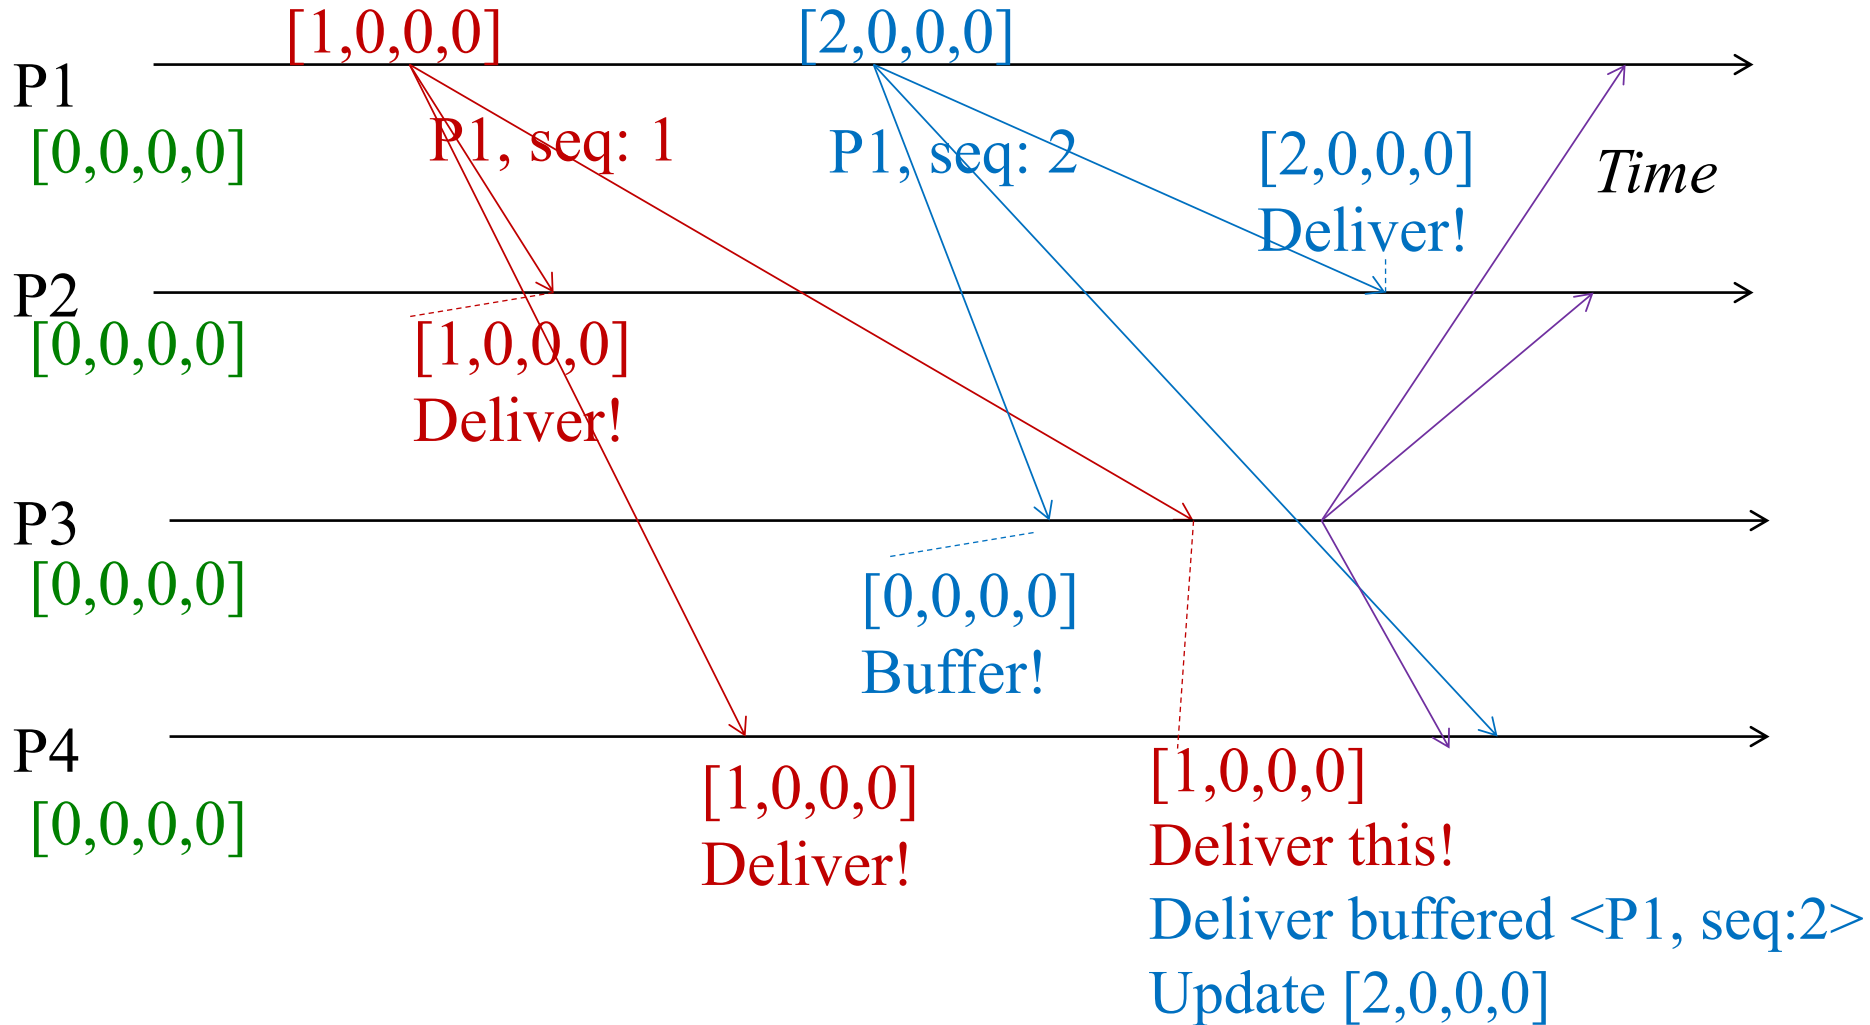 [1,0,0,0]
[2,0,0,0]
P1
[0,0,0,0]
P1, seq: 1
P1, seq: 2
[2,0,0,0]
Deliver!
Time
P2
[0,0,0,0]
[1,0,0,0]
Deliver!
P3
[0,0,0,0]
[0,0,0,0]
Buffer!
P4
[0,0,0,0]
[1,0,0,0]
Deliver!
[1,0,0,0]
Deliver this!
Deliver buffered <P1, seq:2>
Update [2,0,0,0]